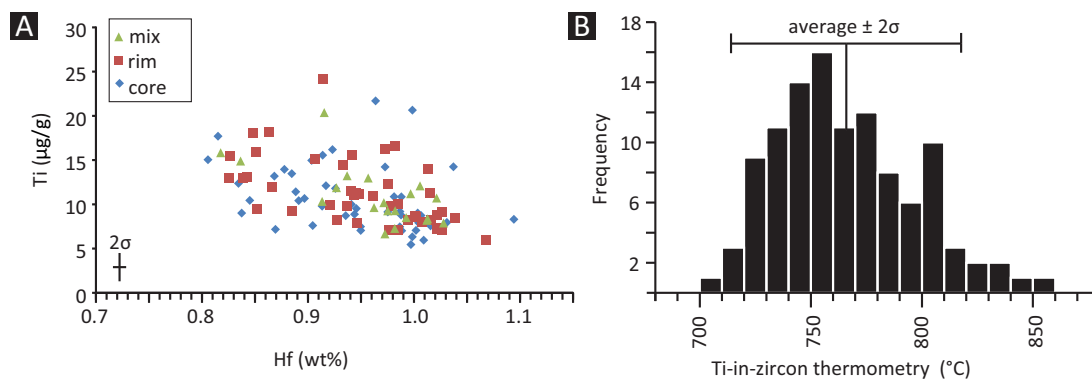 A
mix
rim
core
30
25
20
15
10
5
0
Ti (µg/g)
2σ
0.7
0.8
0.9
1.0
1.1
Hf (wt%)
B
average ± 2σ
18
14
10
6
2
Frequency
700
750
800
850
Ti-in-zircon thermometry (°C)